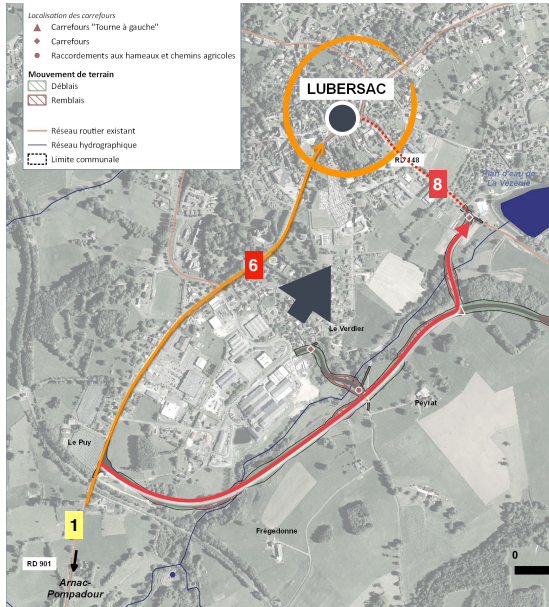 Localisation des carrefours
Carrefours "Tourne à gauche"
Carrefours
Raccordements aux hameaux et chemins agricoles
Mouvement de terrain
Déblais
Remblais
Réseau routier existant
Réseau hydrographique
Limite communale
LUBERSAC
RD 148
8
Plan d'eau de
La Vézénie
6
Le Verdier
Peyrat
Le Puy
1
Frègedonne
RD 901
0
Arnac-
Pompadour